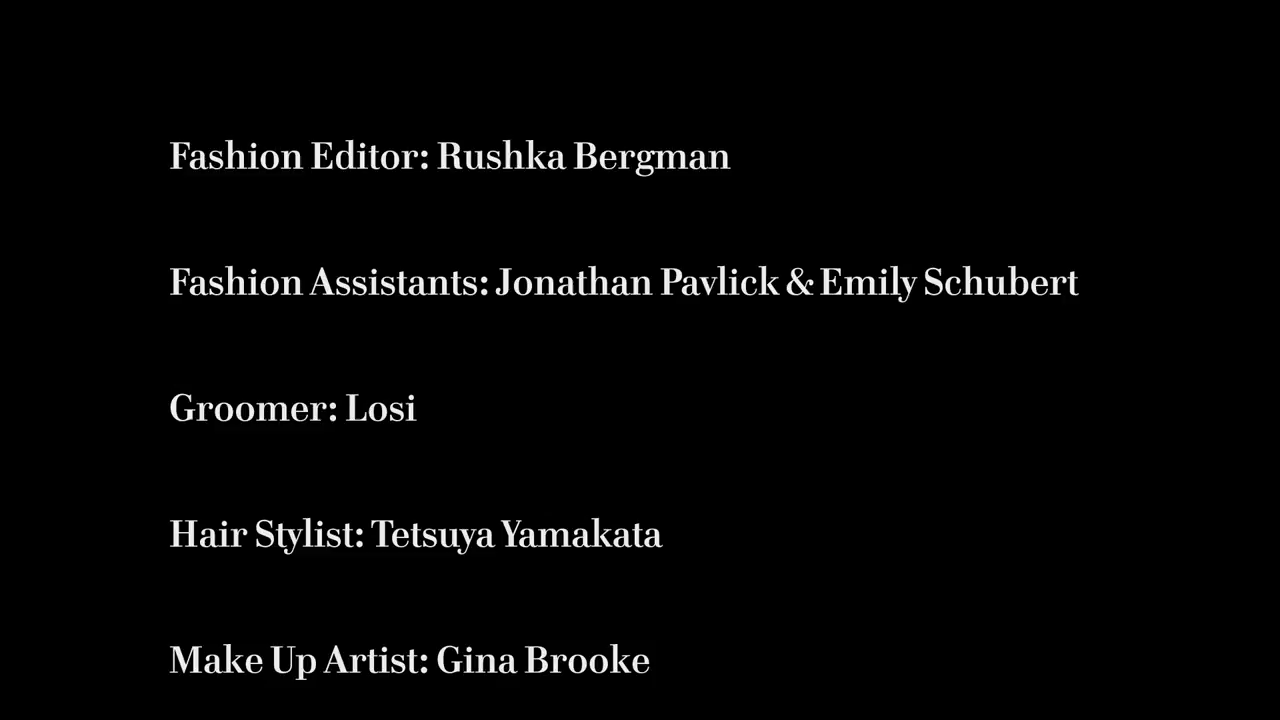 Fashion Editor: Rushka Bergman
Fashion Assistants: Jonathan Pavlick & Emily Schubert
Groomer: Losi
Hair Stylist: Tetsuya Yamakata
Make Up Artist: Gina Brooke